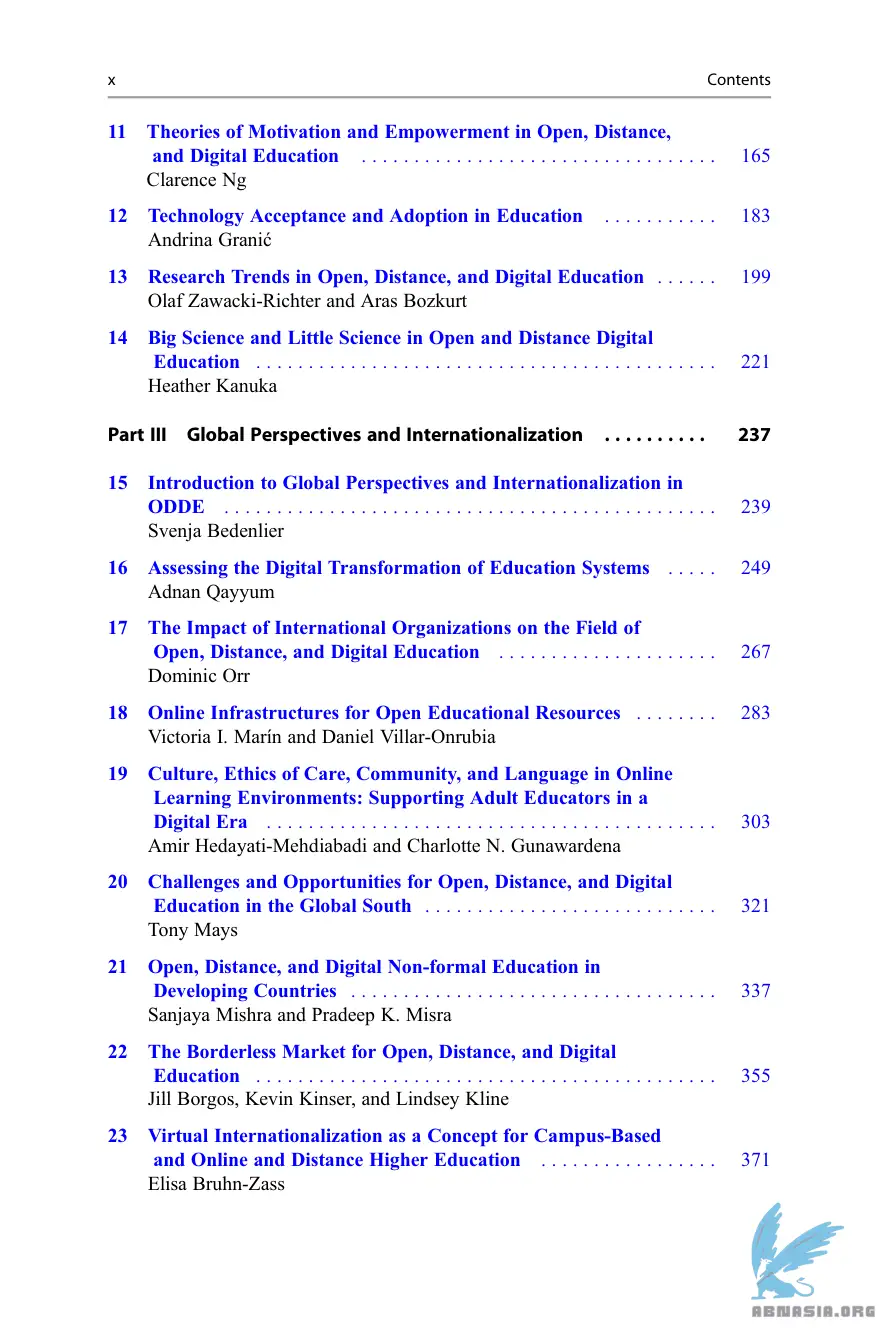 x Contents
11 Theories of Motivation and Empowerment in Open, Distance,
and Digital Education . . . . . . . . . . . . . . . . . . . . . . . . . . . . . . . . . . 165
Clarence Ng
12 Technology Acceptance and Adoption in Education . . . . . . . . . . . 183
Andrina Granić
13 Research Trends in Open, Distance, and Digital Education . . . . . . 199
Olaf Zawacki-Richter and Aras Bozkurt
14 Big Science and Little Science in Open and Distance Digital
Education . . . . . . . . . . . . . . . . . . . . . . . . . . . . . . . . . . . . . . . . . . . . 221
Heather Kanuka
Part III Global Perspectives and Internationalization . . . . . . . . . . 237
15 Introduction to Global Perspectives and Internationalization in
ODDE . . . . . . . . . . . . . . . . . . . . . . . . . . . . . . . . . . . . . . . . . . . . . . . 239
Svenja Bedenlier
16 Assessing the Digital Transformation of Education Systems . . . . . 249
Adnan Qayyum
17 The Impact of International Organizations on the Field of
Open, Distance, and Digital Education . . . . . . . . . . . . . . . . . . . . . 267
Dominic Orr
18 Online Infrastructures for Open Educational Resources . . . . . . . . 283
Victoria I. Marín and Daniel Villar-Onrubia
19 Culture, Ethics of Care, Community, and Language in Online
Learning Environments: Supporting Adult Educators in a
Digital Era . . . . . . . . . . . . . . . . . . . . . . . . . . . . . . . . . . . . . . . . . . . 303
Amir Hedayati-Mehdiabadi and Charlotte N. Gunawardena
20 Challenges and Opportunities for Open, Distance, and Digital
Education in the Global South . . . . . . . . . . . . . . . . . . . . . . . . . . . . 321
Tony Mays
21 Open, Distance, and Digital Non-formal Education in
Developing Countries . . . . . . . . . . . . . . . . . . . . . . . . . . . . . . . . . . . 337
Sanjaya Mishra and Pradeep K. Misra
22 The Borderless Market for Open, Distance, and Digital
Education . . . . . . . . . . . . . . . . . . . . . . . . . . . . . . . . . . . . . . . . . . . . 355
Jill Borgos, Kevin Kinser, and Lindsey Kline
23 Virtual Internationalization as a Concept for Campus-Based
and Online and Distance Higher Education . . . . . . . . . . . . . . . . . 371
Elisa Bruhn-Zass
ABNASIA.ORG